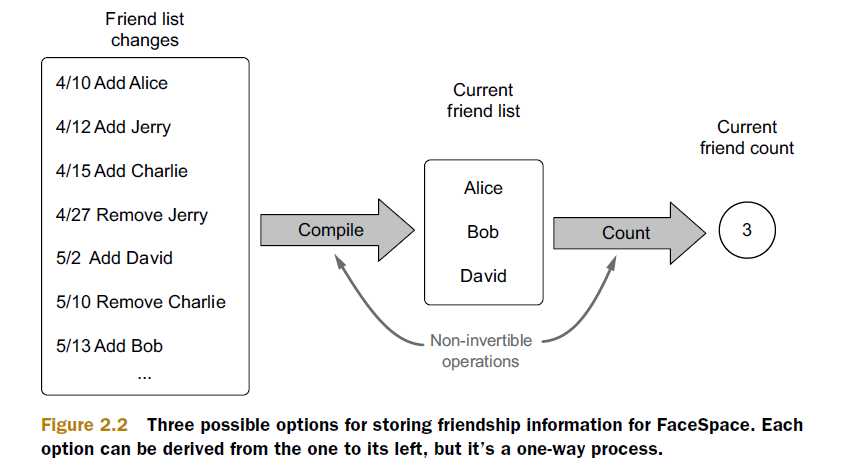 Friend list
changes
4/10 Add Alice
4/12 Add Jerry
4/15 Add Charlie
4/27 Remove Jerry
5/2 Add David
5/10 Remove Charlie
5/13 Add Bob
...
Compile
Current
friend list
Alice
Bob
David
Count
Current
friend count
3
Non-invertible
operations
Figure 2.2 Three possible options for storing friendship information for FaceSpace. Each
option can be derived from the one to its left, but it's a one-way process.